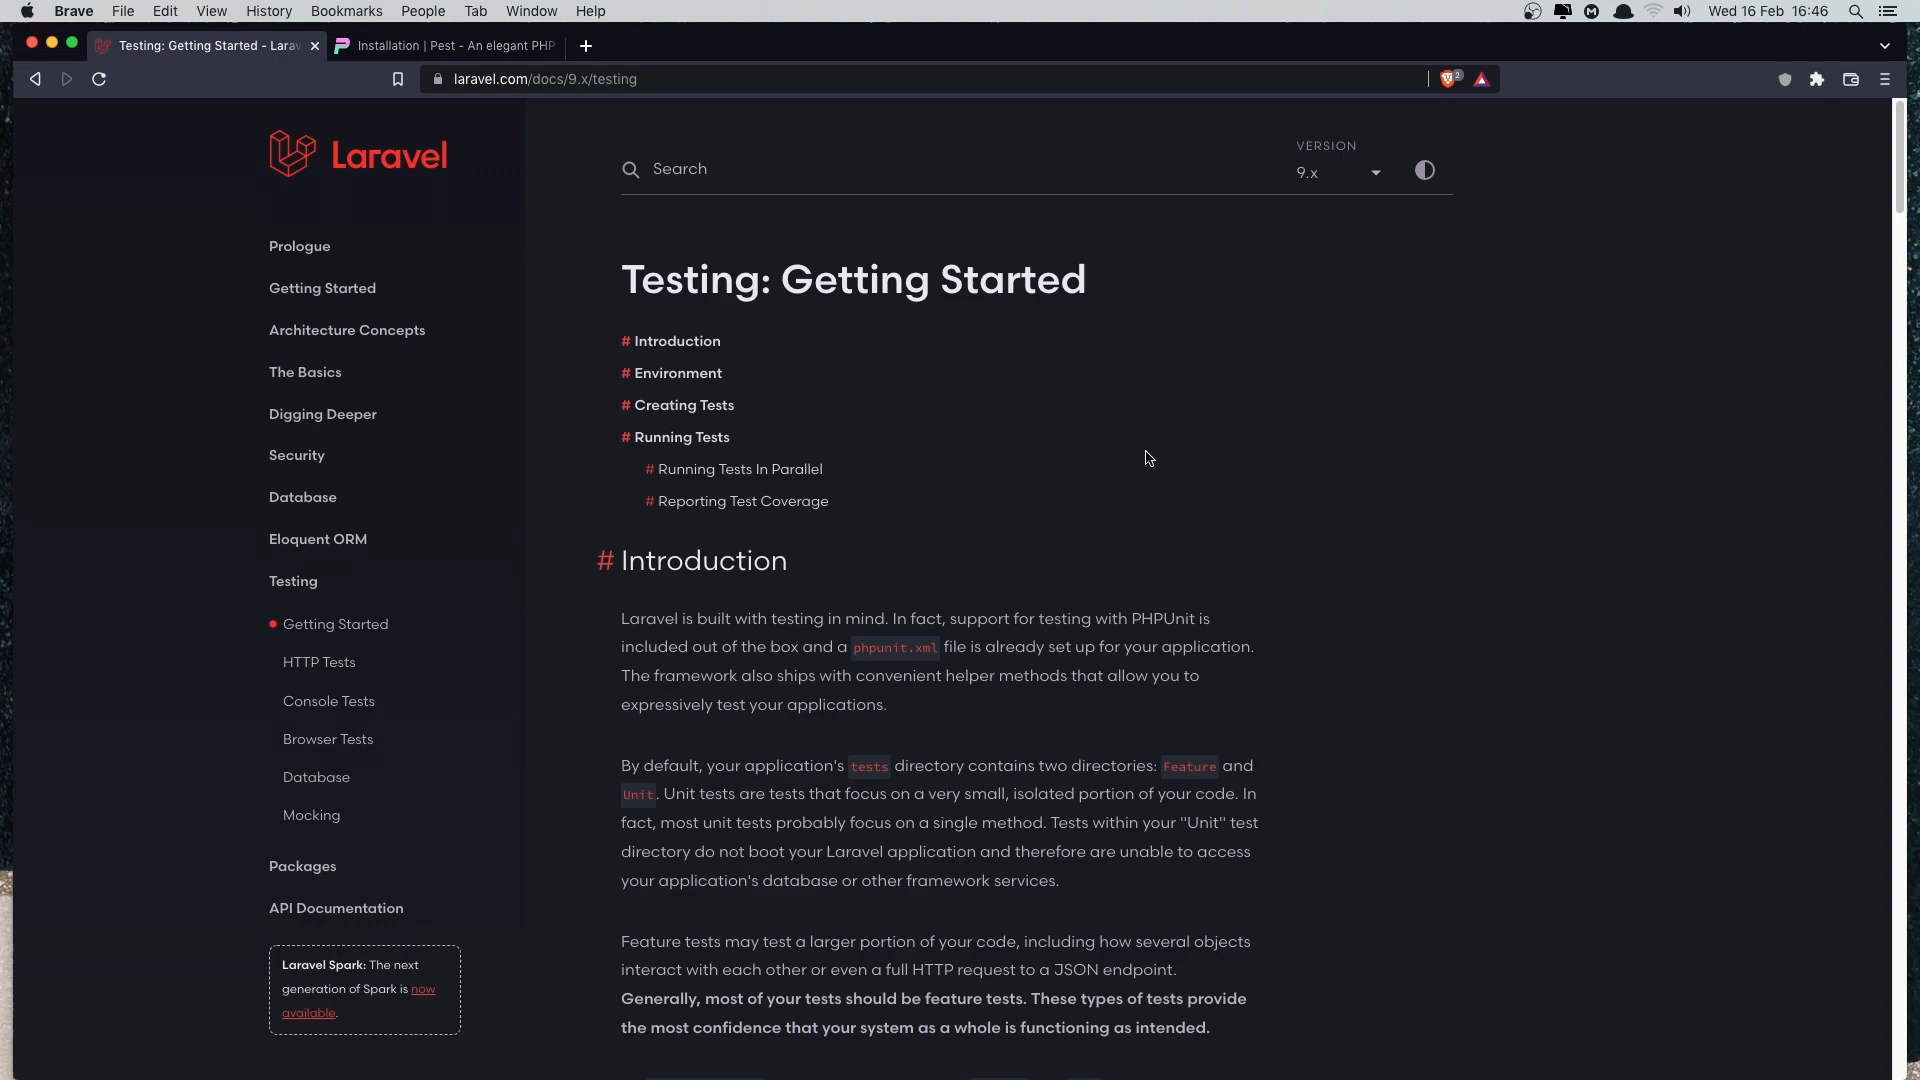 Brave File Edit View History Bookmarks People Tab Window Help Wed 16 Feb 16:46
Testing: Getting Started - Larav Installation | Pest - An elegant PHP
laravel.com/docs/9.x/testing 2
Laravel
Search
VERSION
9.x
Prologue
Getting Started
Architecture Concepts
The Basics
Digging Deeper
Security
Database
Eloquent ORM
Testing
Getting Started
HTTP Tests
Console Tests
Browser Tests
Database
Mocking
Packages
API Documentation
Laravel Spark: The next
generation of Spark is now
available.
Testing: Getting Started
# Introduction
# Environment
# Creating Tests
# Running Tests
# Running Tests In Parallel
# Reporting Test Coverage
# Introduction
Laravel is built with testing in mind. In fact, support for testing with PHPUnit is
included out of the box and a phpunit.xml file is already set up for your application.
The framework also ships with convenient helper methods that allow you to
expressively test your applications.
By default, your application's tests directory contains two directories: Feature and
Unit. Unit tests are tests that focus on a very small, isolated portion of your code. In
fact, most unit tests probably focus on a single method. Tests within your "Unit" test
directory do not boot your Laravel application and therefore are unable to access
your application's database or other framework services.
Feature tests may test a larger portion of your code, including how several objects
interact with each other or even a full HTTP request to a JSON endpoint.
Generally, most of your tests should be feature tests. These types of tests provide
the most confidence that your system as a whole is functioning as intended.